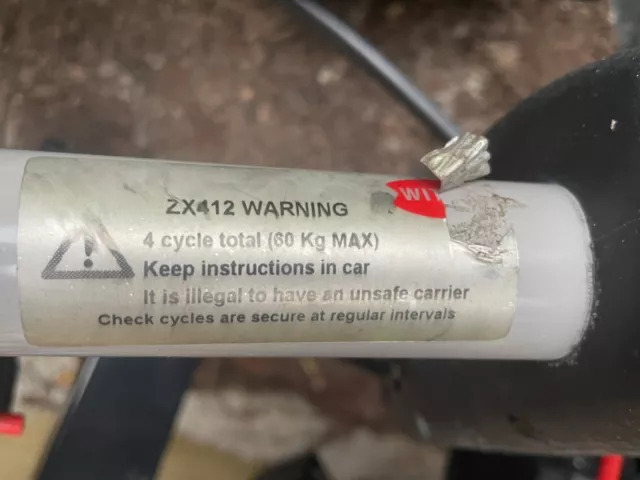 ZX412 WARNING
4 cycle total (60 Kg MAX)
Keep instructions in car
It is illegal to have an unsafe carrier
Check cycles are secure at regular intervals